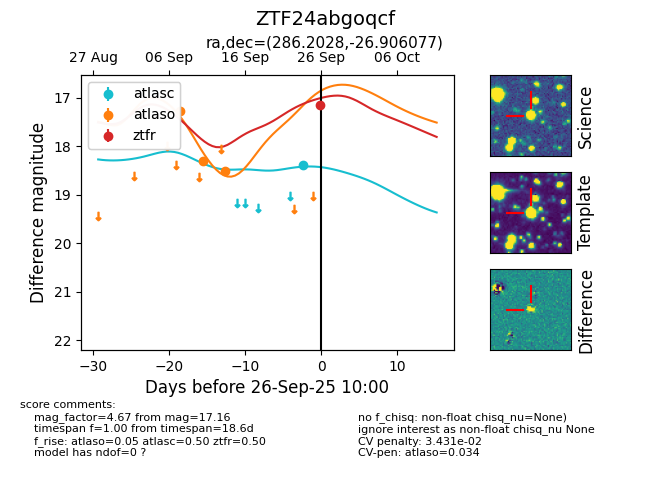 ZTF24abgoqcf
ra,dec=(286.2028,-26.906077)
27 Aug 06 Sep 16 Sep 26 Sep 06 Oct
atlasc
atlaso
ztfr
17
18
19
20
21
22
Difference magnitude
−30 −20 −10 0 10
Days before 26-Sep-25 10:00
Science
Template
Difference
score comments:
mag_factor=4.67 from mag=17.16
timespan f=1.00 from timespan=18.6d
f_rise: atlaso=0.05 atlasc=0.50 ztfr=0.50
model has ndof=0 ?
no f_chisq: non-float chisq_nu=None)
ignore interest as non-float chisq_nu None
CV penalty: 3.431e-02
CV-pen: atlaso=0.034